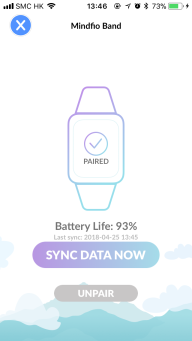 SMC HK 13:46 73%
Mindfio Band
PAIRED
Battery Life: 93%
Last sync: 2018-04-25 13:45
SYNC DATA NOW
UNPAIR